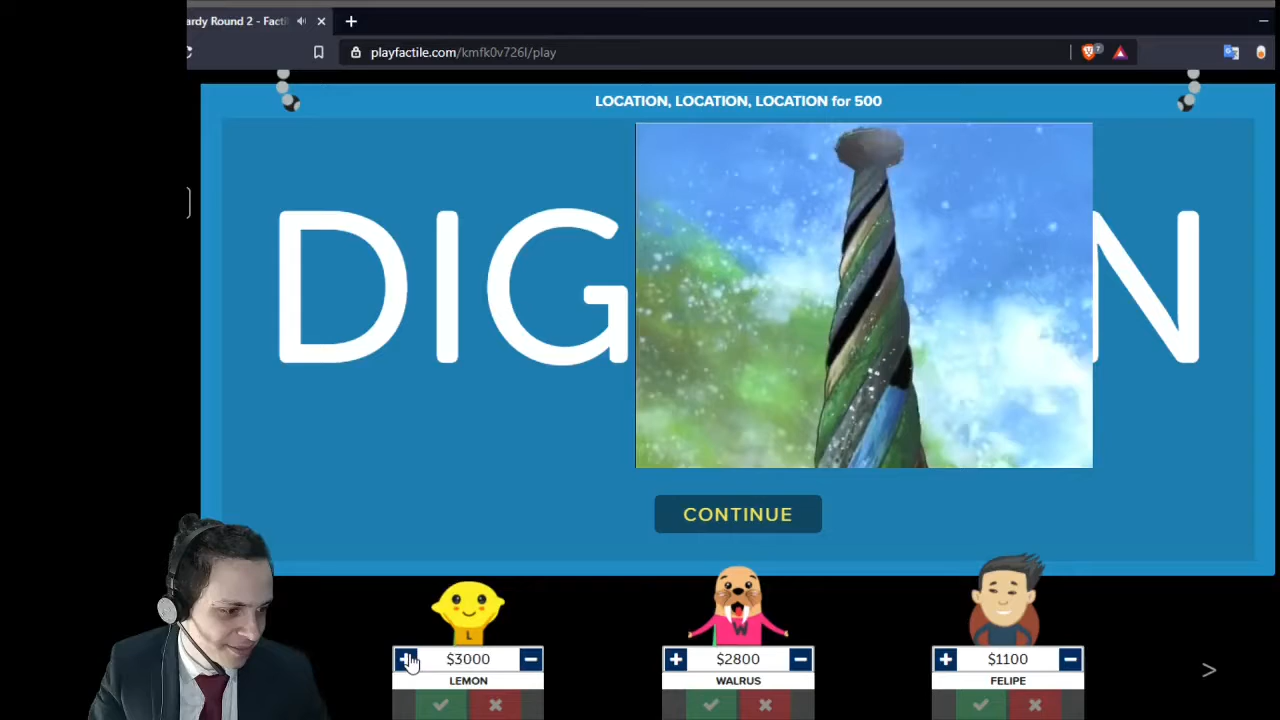 ardy Round 2 - Facti
playfactile.com/kmfk0v726l/play
7
LOCATION, LOCATION, LOCATION for 500
DIG N
CONTINUE
L
W
$3000
$2800
$1100
LEMON
WALRUS
FELIPE